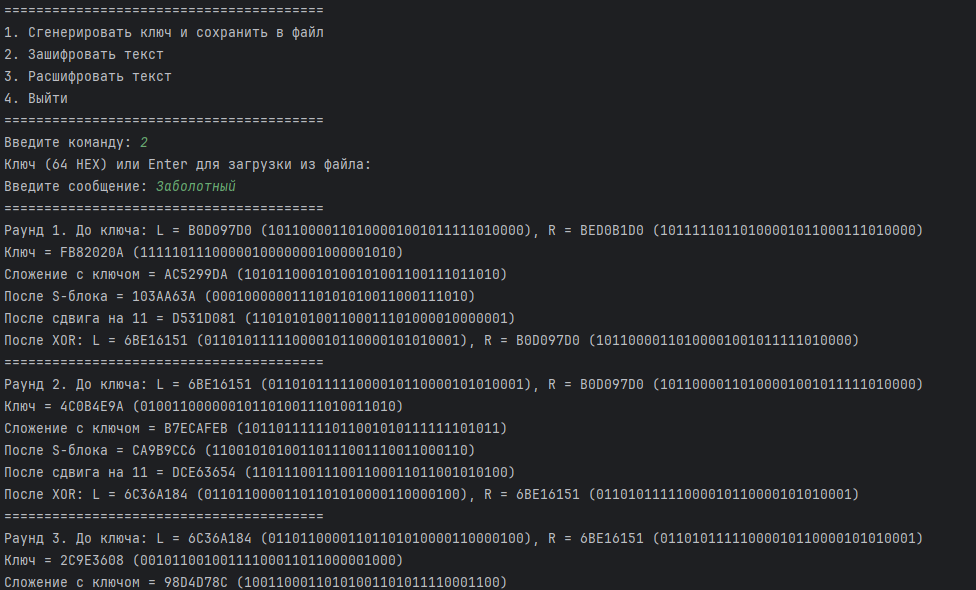 ========================================
1. Сгенерировать ключ и сохранить в файл
2. Зашифровать текст
3. Расшифровать текст
4. Выйти
========================================
Введите команду: 2
Ключ (64 HEX) или Enter для загрузки из файла:
Введите сообщение: Заболотный
========================================
Раунд 1. До ключа: L = B0D097D0 (10110000110100001001011111010000), R = BED0B1D0 (10111110110100001011000111010000)
Ключ = FB82020A (11111011100000100000001000001010)
Сложение с ключом = AC5299DA (10101100010100101001100111011010)
После S-блока = 103AA63A (00010000001110101010011000111010)
После сдвига на 11 = D531D081 (11010101001100011101000010000001)
После XOR: L = 6BE16151 (01101011111000010110000101010001), R = B0D097D0 (10110000110100001001011111010000)
========================================
Раунд 2. До ключа: L = 6BE16151 (01101011111000010110000101010001), R = B0D097D0 (10110000110100001001011111010000)
Ключ = 4C0B4E9A (01001100000010110100111010011010)
Сложение с ключом = B7ECAFEB (10110111111011001010111111101011)
После S-блока = CA9B9CC6 (11001010100110111001110011000110)
После сдвига на 11 = DCE63654 (11011100111001100011011001010100)
После XOR: L = 6C36A184 (01101100001101101010000110000100), R = 6BE16151 (01101011111000010110000101010001)
========================================
Раунд 3. До ключа: L = 6C36A184 (01101100001101101010000110000100), R = 6BE16151 (01101011111000010110000101010001)
Ключ = 2C9E3608 (00101100100111100011011000001000)
Сложение с ключом = 98D4D78C (10011000110101001101011110001100)